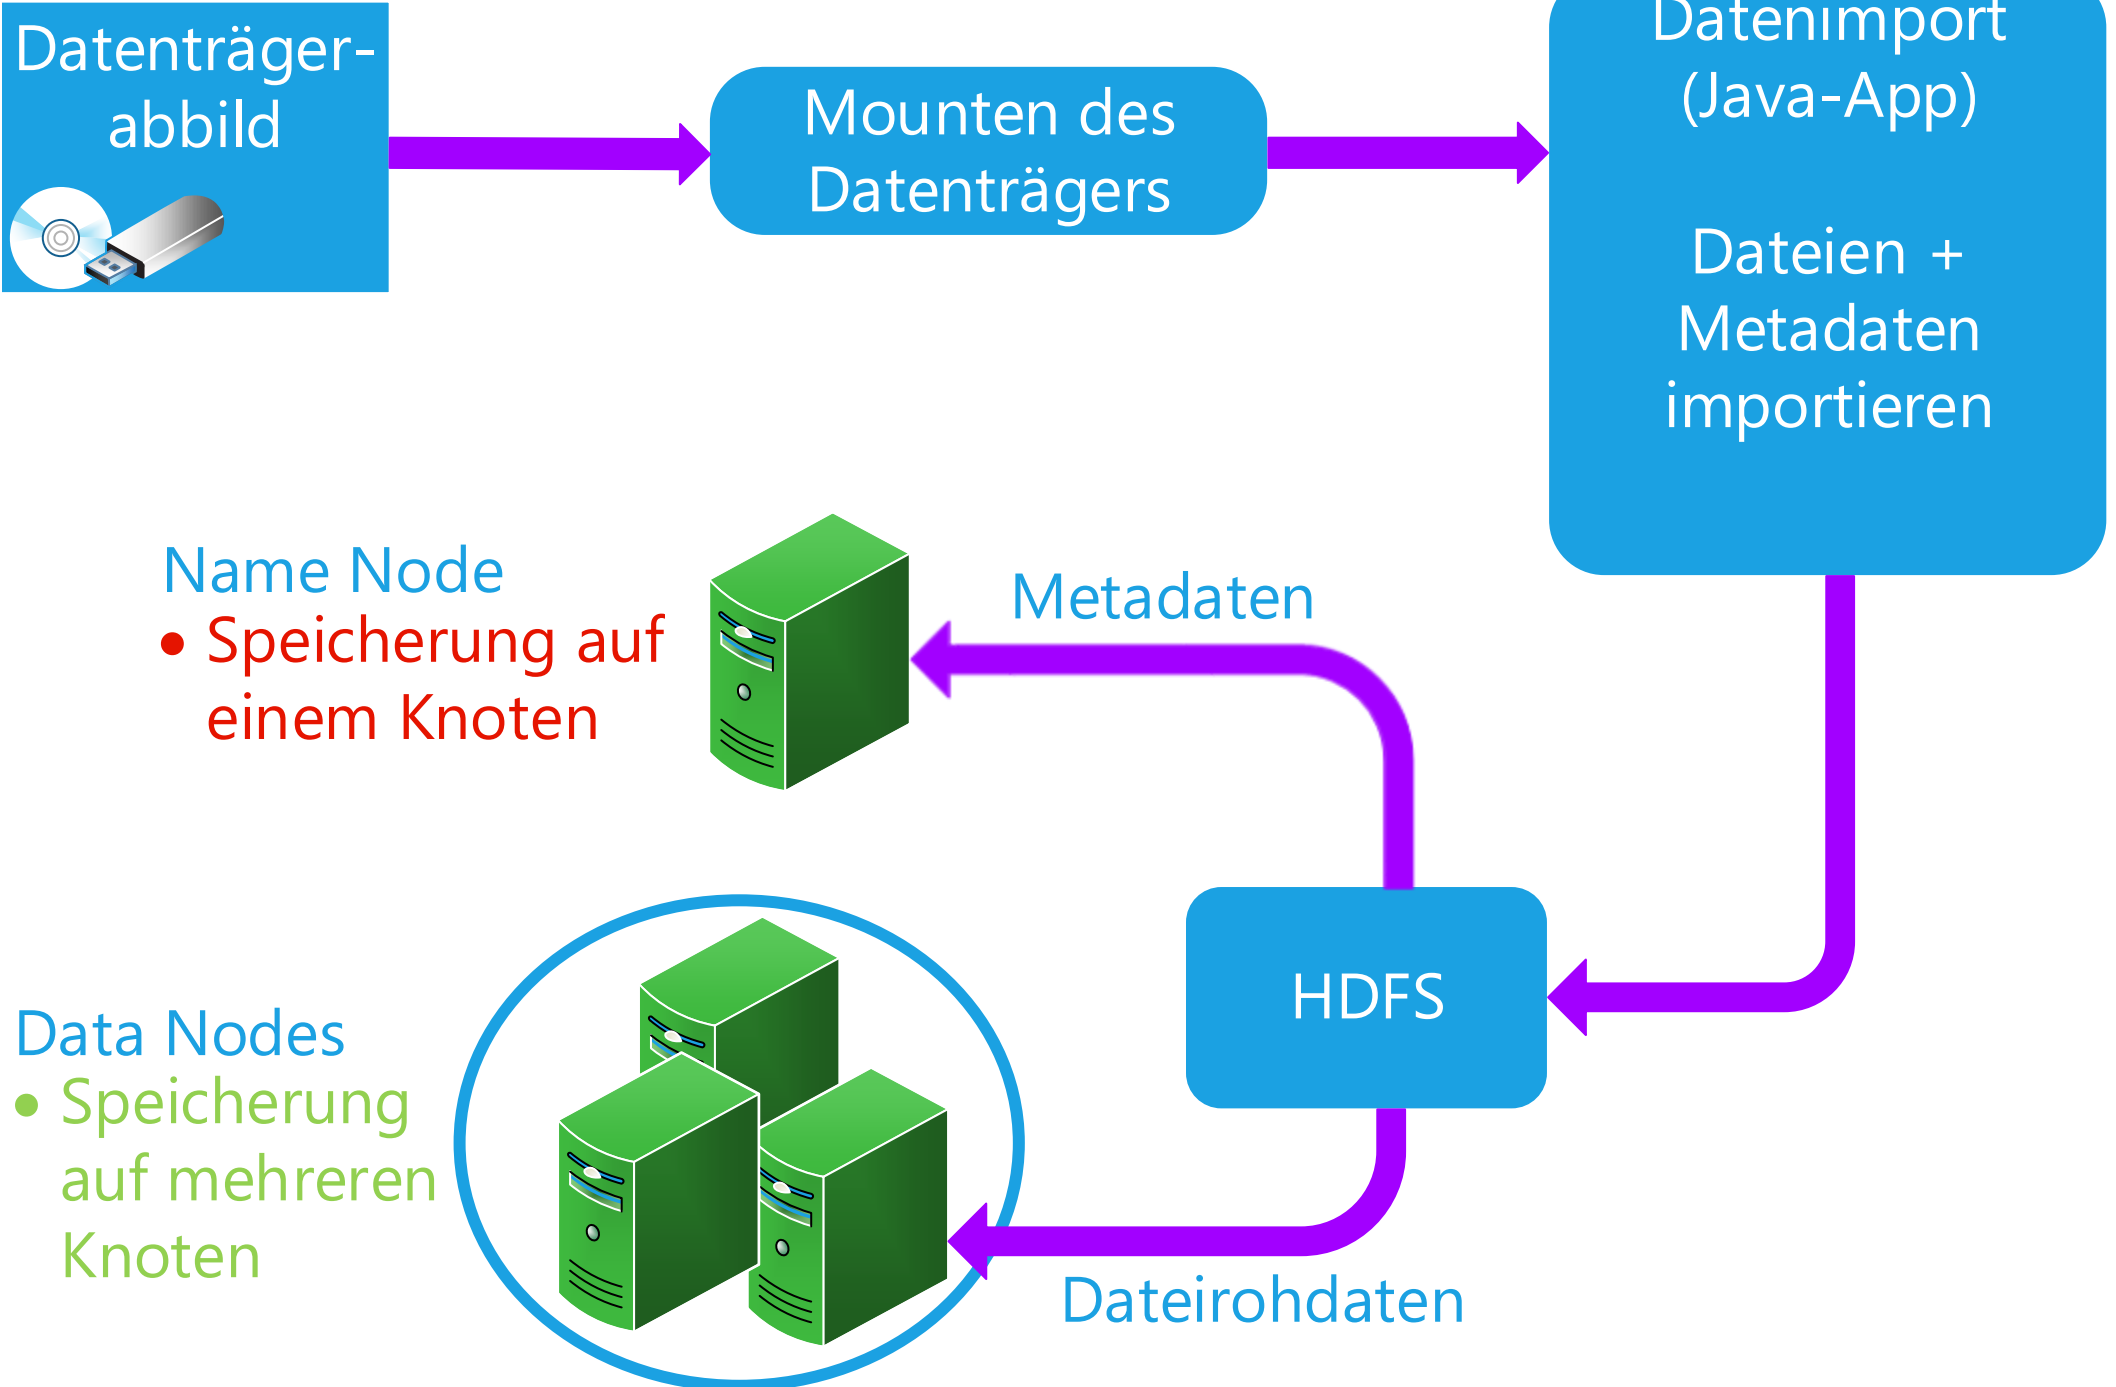 Datenträger-
abbild
Mounten des
Datenträgers
Datenimport
(Java-App)
Dateien +
Metadaten
importieren
Name Node
• Speicherung auf
einem Knoten
Metadaten
HDFS
Data Nodes
• Speicherung
auf mehreren
Knoten
Dateirohdaten